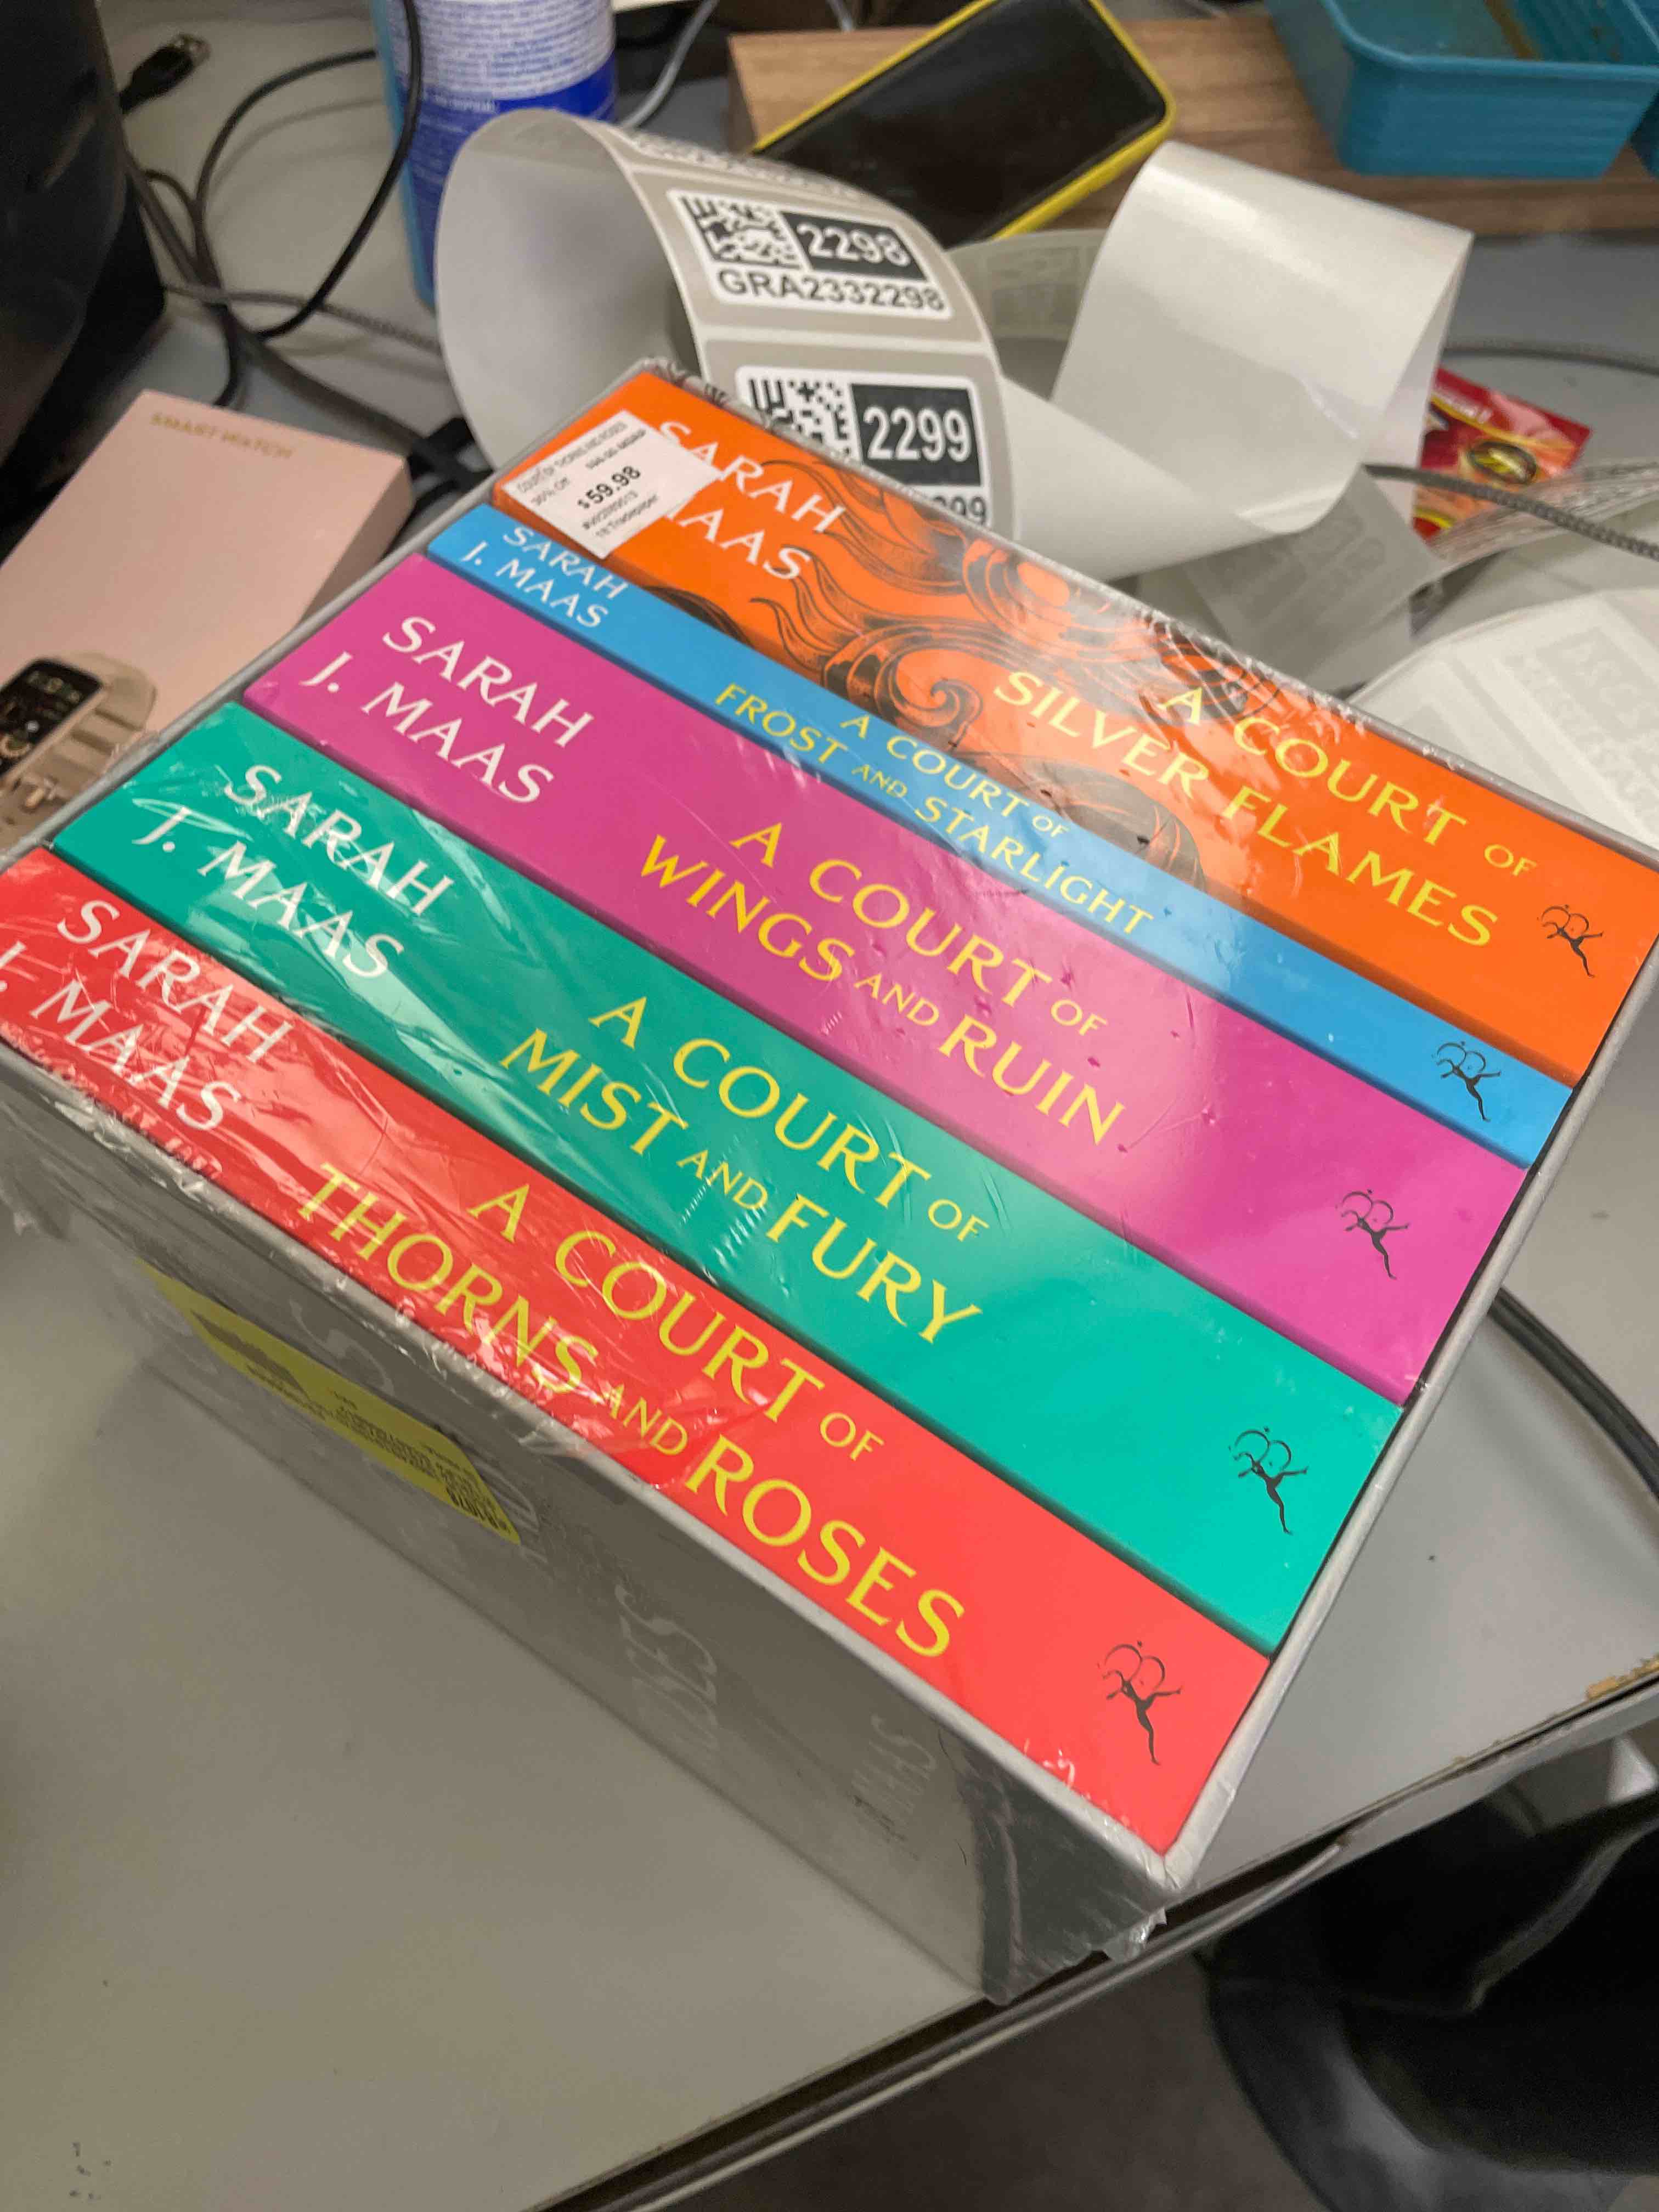 SMART WATCH
2298
GRA2332298
2299
30% Off
$59.98
SARAH
MAAS
A COURT OF
SILVER FLAMES
SARAH
J. MAAS
A COURT OF
FROST AND STARLIGHT
SARAH
J. MAAS
A COURT OF
WINGS AND RUIN
SARAH
J. MAAS
A COURT OF
MIST AND FURY
SARAH
J. MAAS
A COURT OF
THORNS AND ROSES